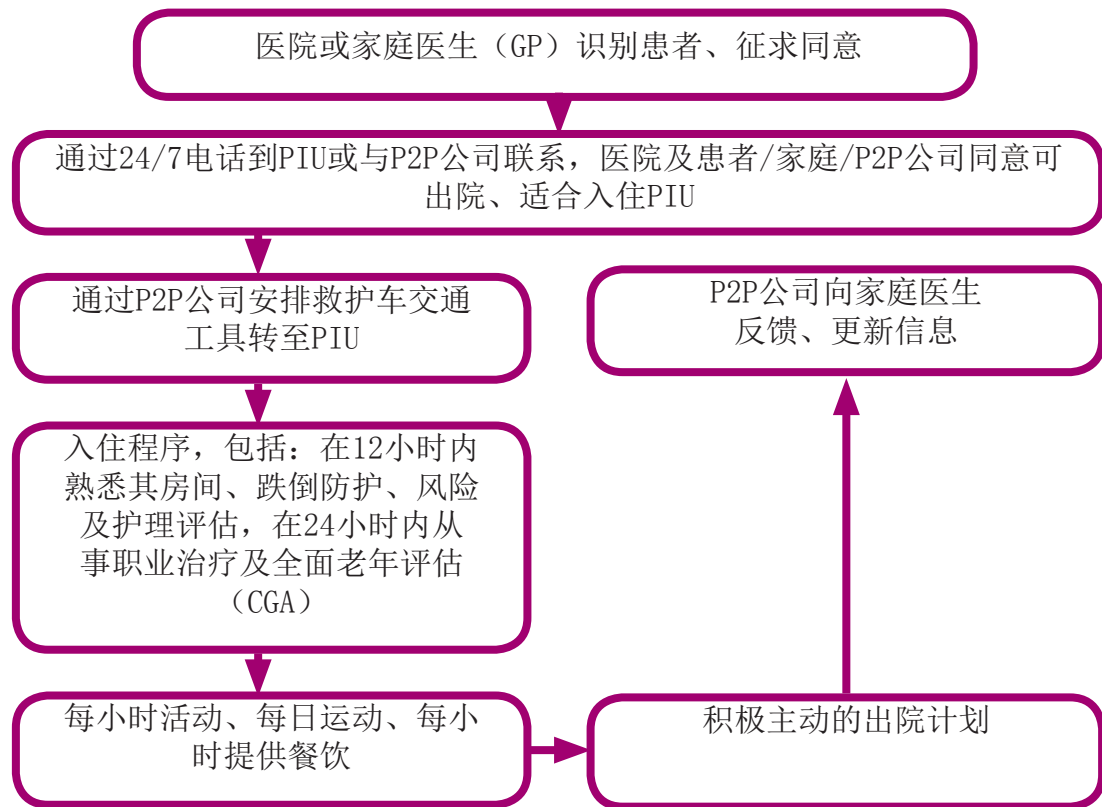 医院或家庭医生（GP）识别患者、征求同意
通过24/7电话到PIU或与P2P公司联系，医院及患者/家庭/P2P公司同意可
出院、适合入住PIU
通过P2P公司安排救护车交通
工具转至PIU
P2P公司向家庭医生
反馈、更新信息
入住程序，包括：在12小时内
熟悉其房间、跌倒防护、风险
及护理评估，在24小时内从
事职业治疗及全面老年评估
（CGA）
每小时活动、每日运动、每小
时提供餐饮
积极主动的出院计划